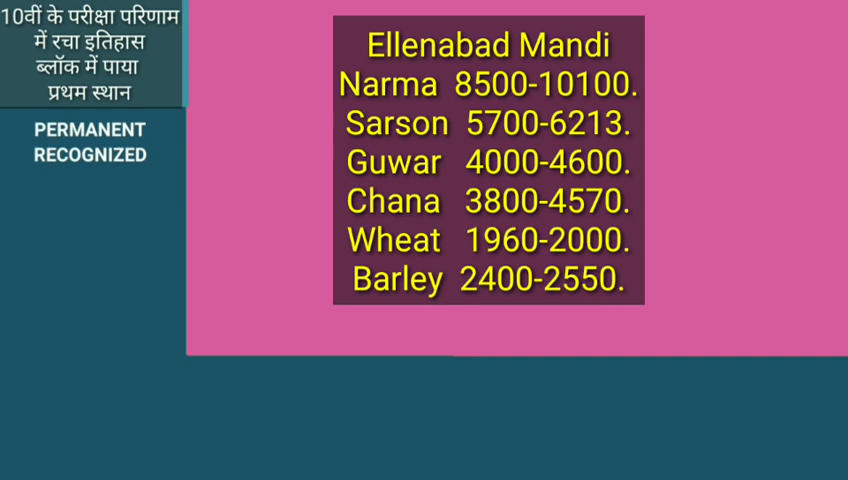 10वीं के परीक्षा परिणाम
में रचा इतिहास
ब्लॉक में पाया
प्रथम स्थान
PERMANENT
RECOGNIZED
Ellenabad Mandi
Narma 8500-10100.
Sarson 5700-6213.
Guwar 4000-4600.
Chana 3800-4570.
Wheat 1960-2000.
Barley 2400-2550.